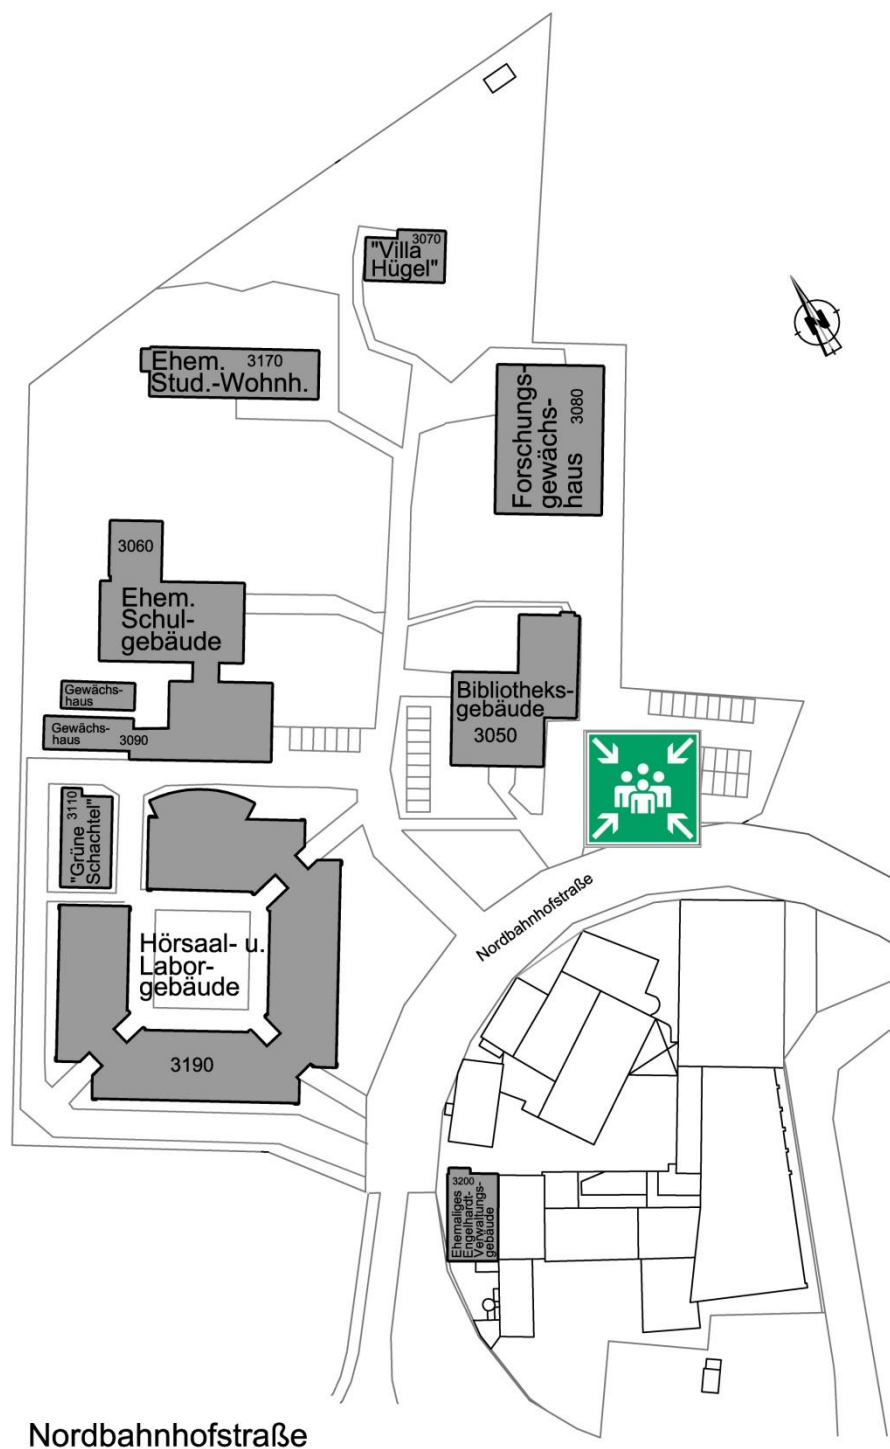 3070
"Villa
Hügel"
Ehem. 3170
Stud.-Wohnh.
Forschungs-
gewächs-
haus 3080
N
3060
Ehem.
Schul-
gebäude
Gewächs-
haus
Gewächs-
haus 3090
Bibliotheks-
gebäude
3050
3110
"Grüne
Schachtel"
Nordbahnhofstraße
Hörsaal- u.
Labor-
gebäude
3190
3200
Ehemaliges
Engelhardt-
Verwaltungs-
gebäude
Nordbahnhofstraße